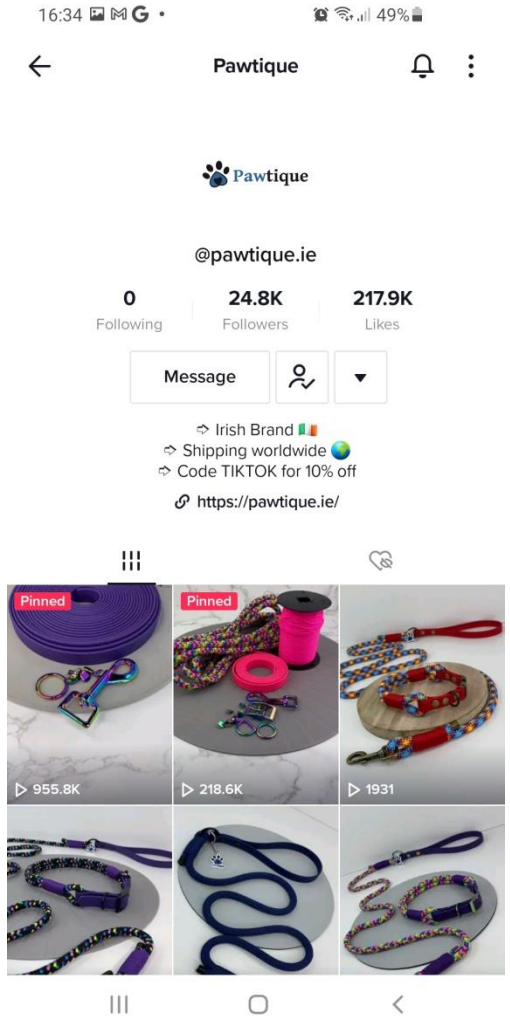 16:34 49%
Pawtique
Pawtique
@pawtique.ie
0 24.8K 217.9K
Following Followers Likes
Message
➩ Irish Brand 🇮🇪
➩ Shipping worldwide 🌍
➩ Code TIKTOK for 10% off
https://pawtique.ie/
Pinned Pinned
955.8K 218.6K 1931